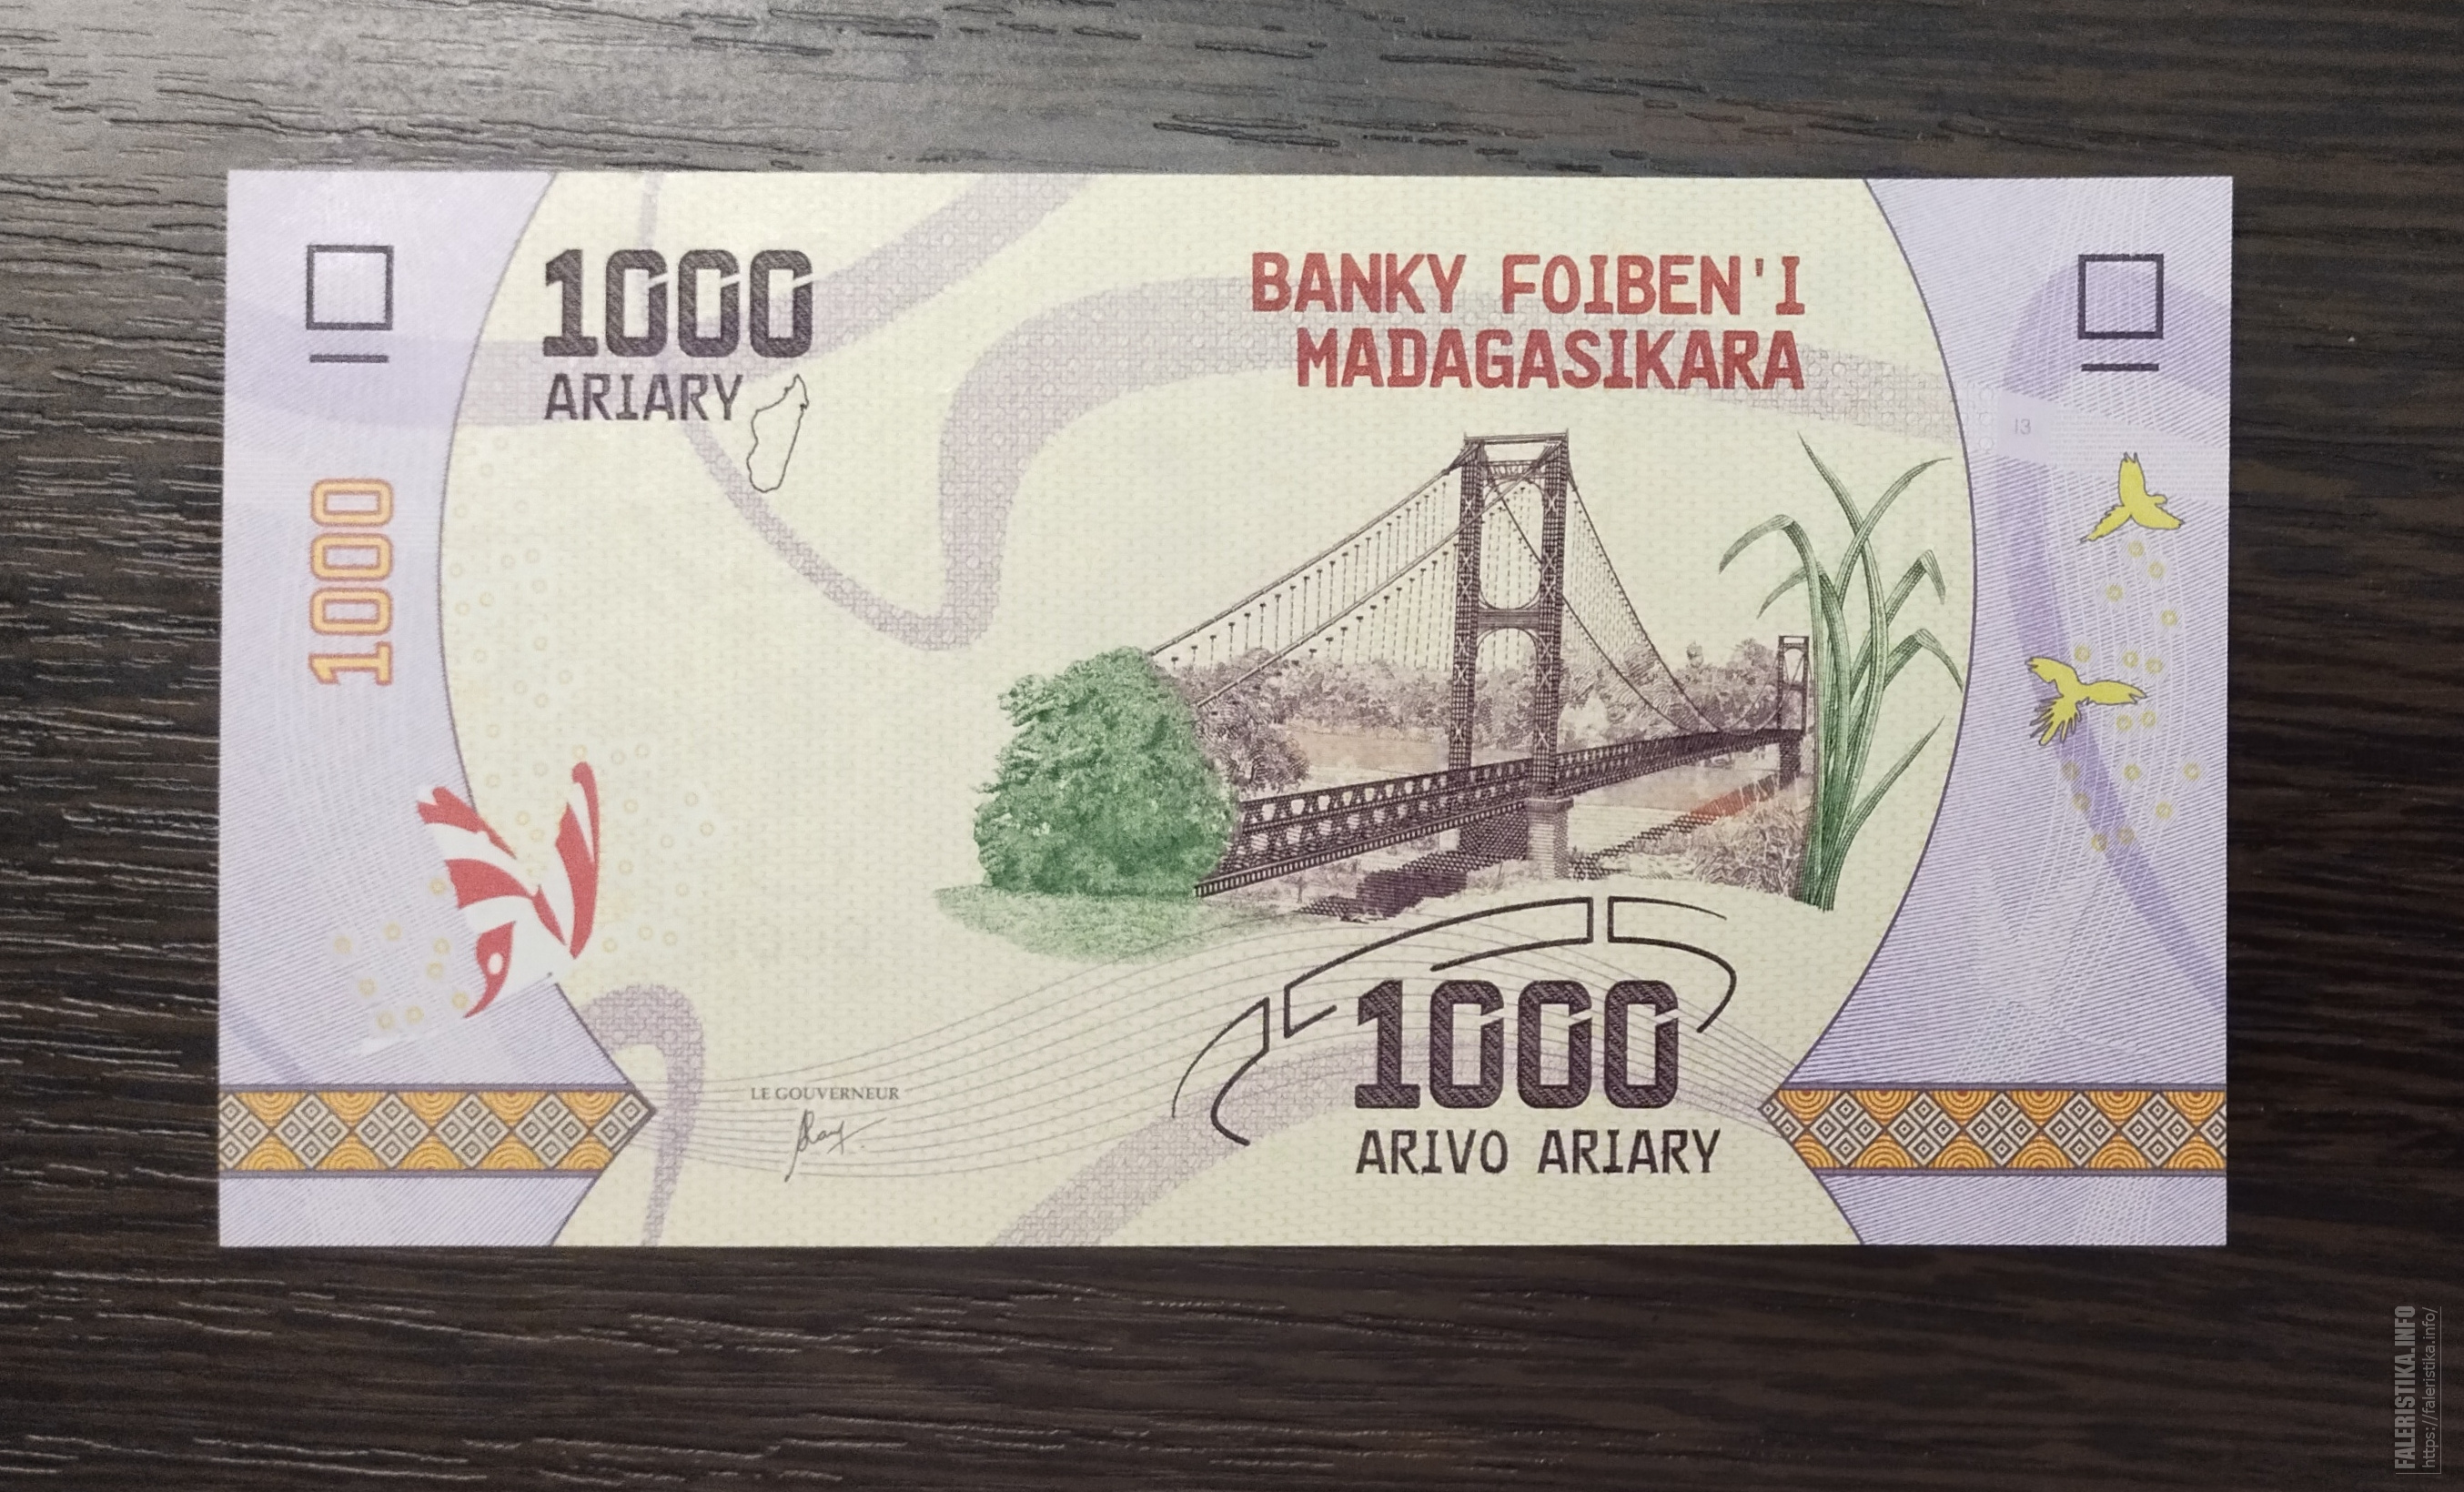 1000
ARIARY
BANKY FOIBEN'I
MADAGASIKARA
13
1000
LE GOUVERNEUR
1000
ARIVO ARIARY
FALERISTIKA.INFO
https://faleristika.info/